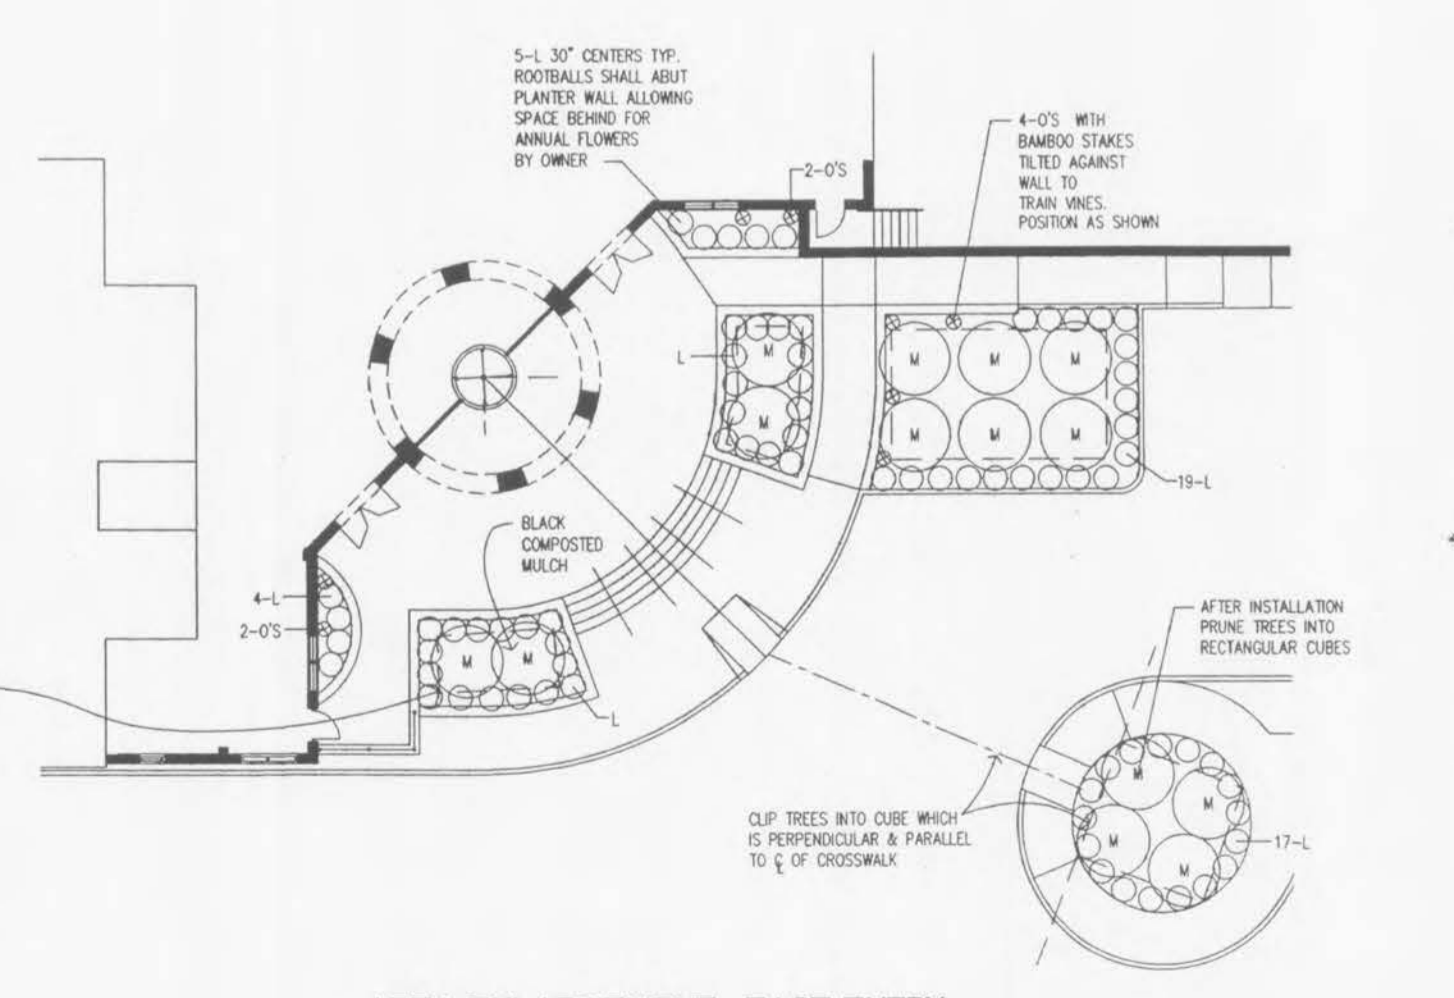 5-L 30" CENTERS TYP.
ROOTBALLS SHALL ABUT
PLANTER WALL ALLOWING
SPACE BEHIND FOR
ANNUAL FLOWERS
BY OWNER
2-O'S
4-O'S WITH
BAMBOO STAKES
TILTED AGAINST
WALL TO
TRAIN VINES.
POSITION AS SHOWN
L
M
M
M M M
M M M
19-L
BLACK
COMPOSTED
MULCH
4-L
2-O'S
M M
L
AFTER INSTALLATION
PRUNE TREES INTO
RECTANGULAR CUBES
M
M
M
M
17-L
CLIP TREES INTO CUBE WHICH
IS PERPENDICULAR & PARALLEL
TO ℄ OF CROSSWALK